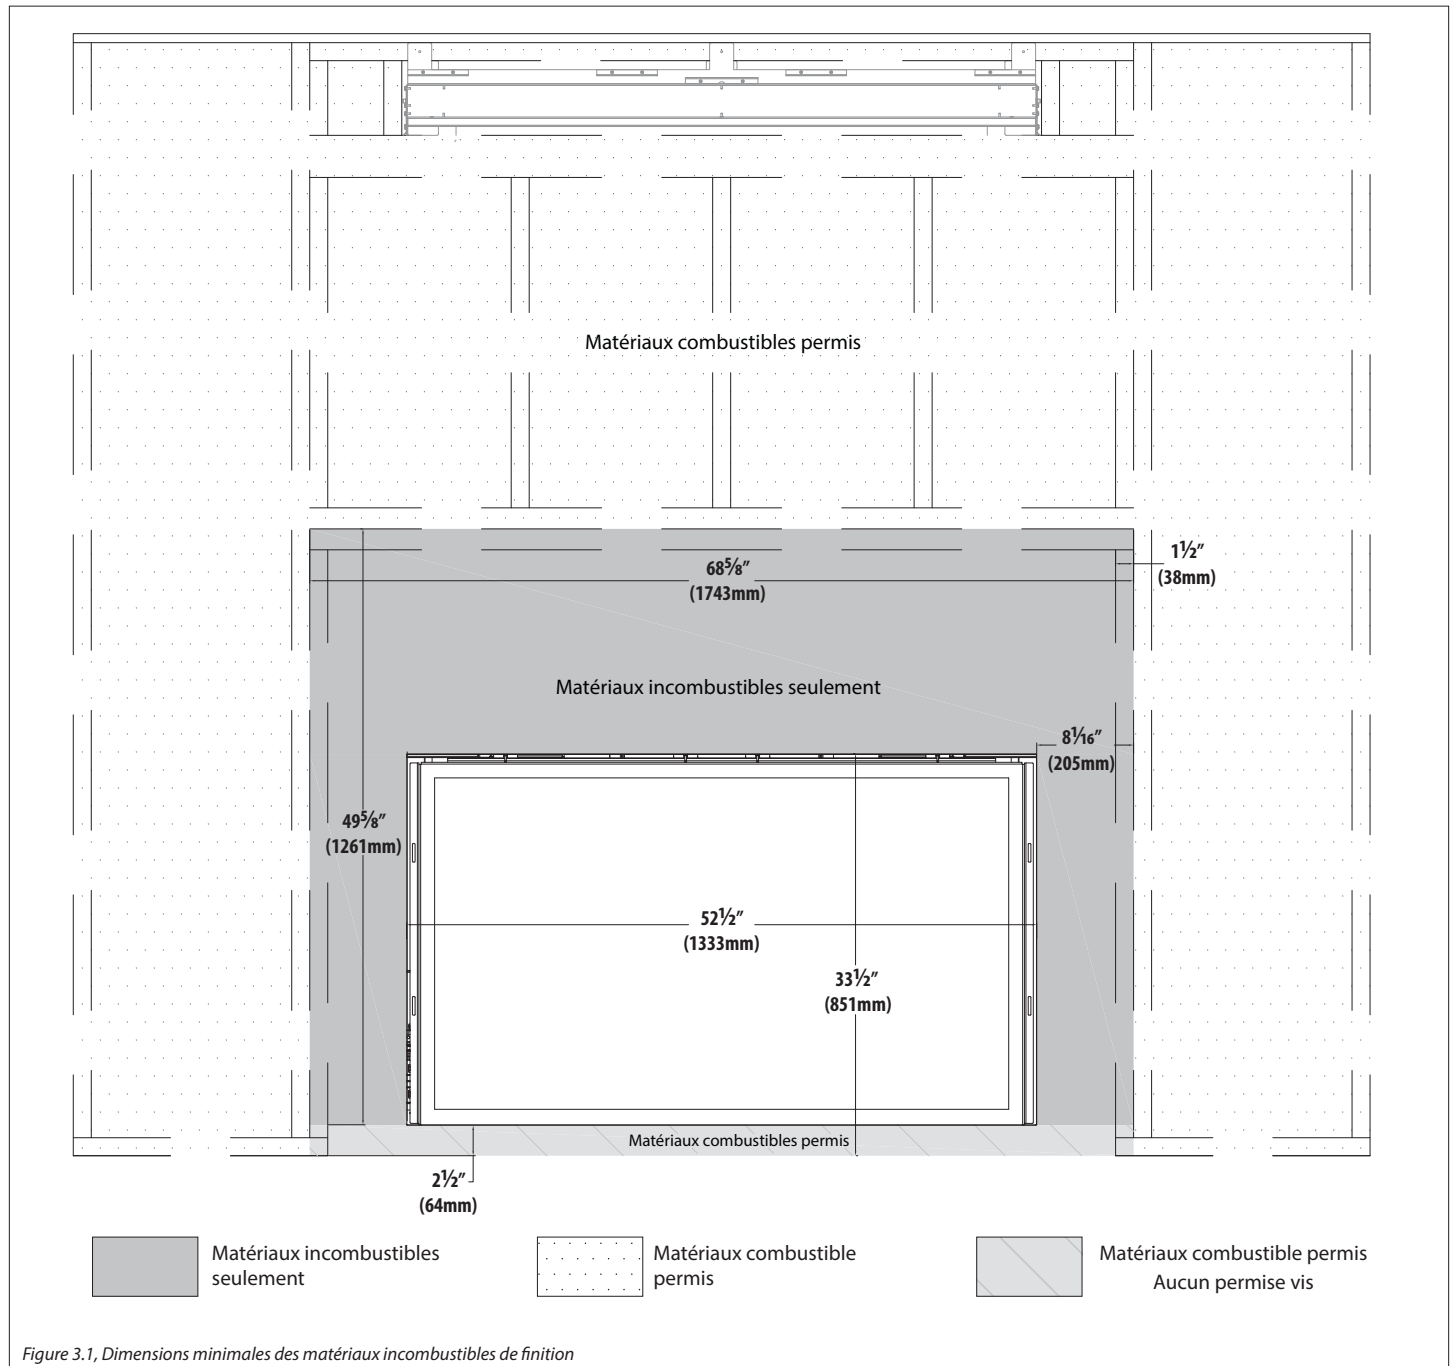 Matériaux combustibles permis
1½″
(38mm)
68⅝″
(1743mm)
Matériaux incombustibles seulement
8¹⁄₁₆″
(205mm)
49⅝″
(1261mm)
52½″
(1333mm)
33½″
(851mm)
Matériaux combustibles permis
2½″
(64mm)
Matériaux incombustibles
seulement
Matériaux combustible
permis
Matériaux combustible permis
Aucun permise vis
Figure 3.1, Dimensions minimales des matériaux incombustibles de finition